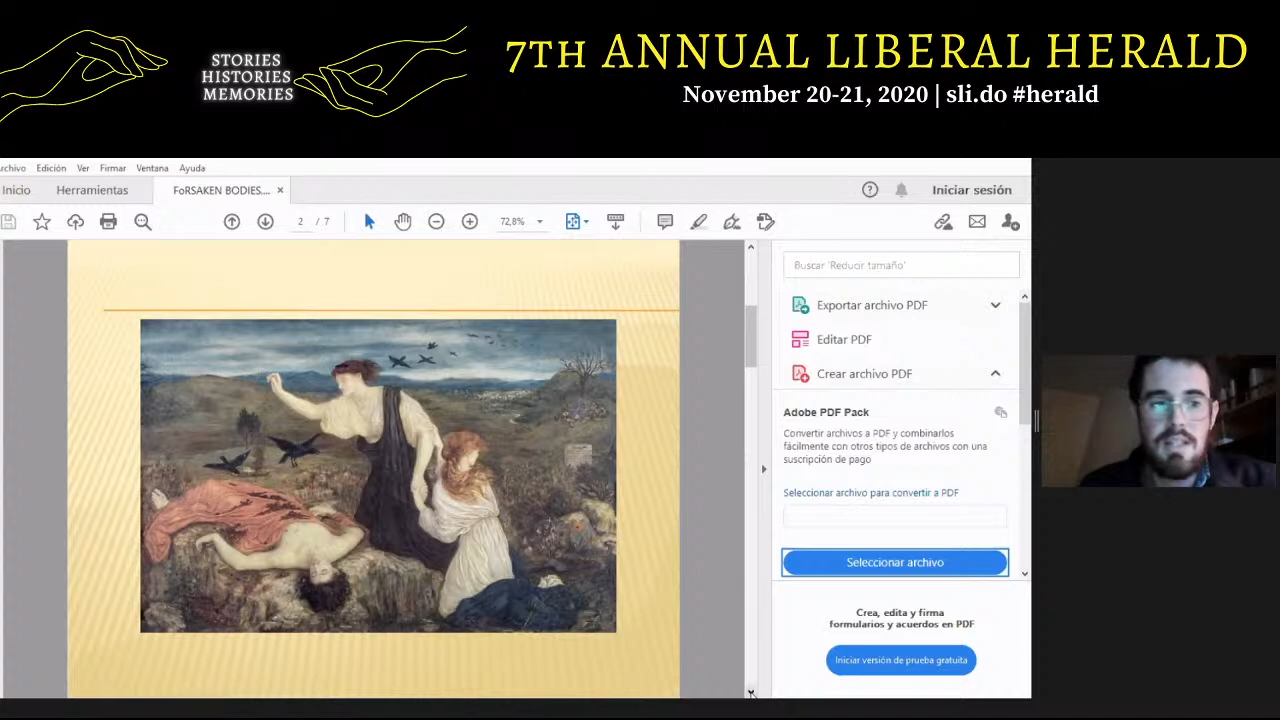 STORIES
HISTORIES
MEMORIES
7TH ANNUAL LIBERAL HERALD
November 20-21, 2020 | sli.do #herald
rchivo Edición Ver Firmar Ventana Ayuda
Inicio Herramientas FoRSAKEN BODIES.... × Iniciar sesión
2 / 7 72,8%
Buscar 'Reducir tamaño'
Exportar archivo PDF
Editar PDF
Crear archivo PDF
Adobe PDF Pack
Convertir archivos a PDF y combinarlos
fácilmente con otros tipos de archivos con una
suscripción de pago
Seleccionar archivo para convertir a PDF
Seleccionar archivo
Crea, edita y firma
formularios y acuerdos en PDF
Iniciar versión de prueba gratuita